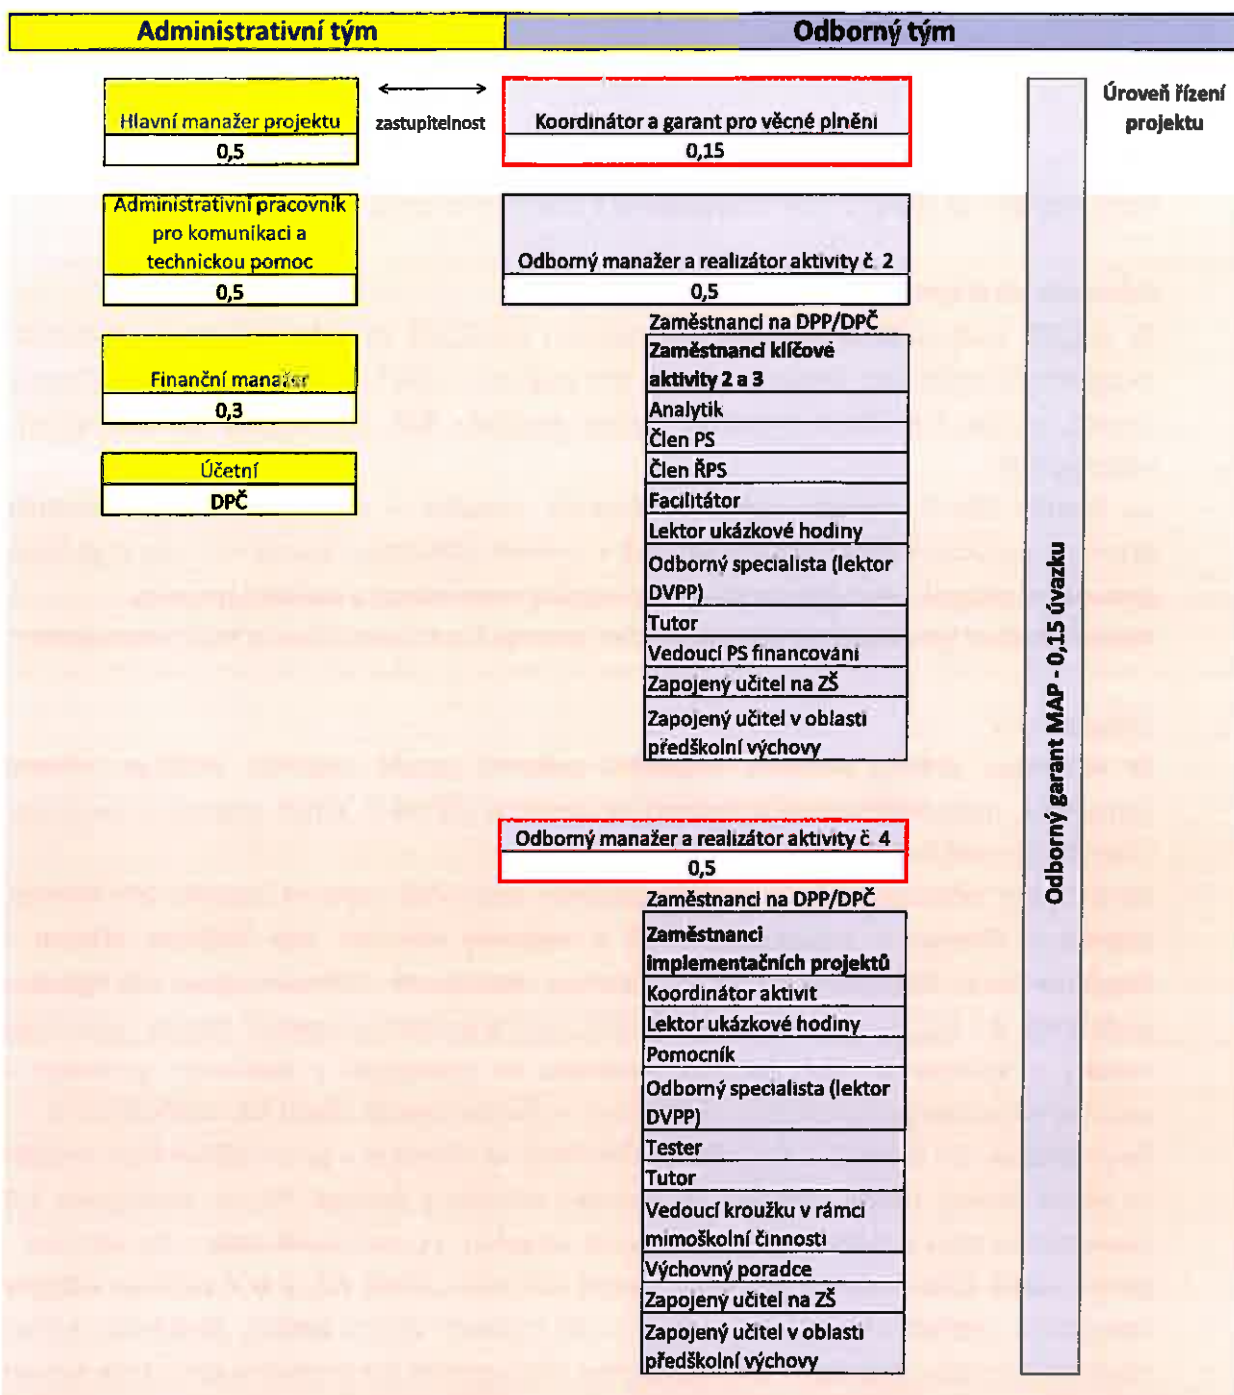 Administrativní tým
Odborný tým
Hlavní manažer projektu
0,5
zastupitelnost
Koordinátor a garant pro věcné plnění
0,15
Úroveň řízení
projektu
Administrativní pracovník
pro komunikaci a
technickou pomoc
0,5
Odborný manažer a realizátor aktivity č. 2
0,5
Zaměstnanci na DPP/DPČ
Zaměstnanci klíčové
aktivity 2 a 3
Analytik
Člen PS
Člen ŘPS
Facilitátor
Lektor ukázkové hodiny
Odborný specialista (lektor
DVPP)
Tutor
Vedoucí PS financování
Zapojený učitel na ZŠ
Zapojený učitel v oblasti
předškolní výchovy
Finanční manažer
0,3
Účetní
DPČ
Odborný manažer a realizátor aktivity č. 4
0,5
Zaměstnanci na DPP/DPČ
Zaměstnanci
implementačních projektů
Koordinátor aktivit
Lektor ukázkové hodiny
Pomocník
Odborný specialista (lektor
DVPP)
Tester
Tutor
Vedoucí kroužku v rámci
mimoškolní činnosti
Výchovný poradce
Zapojený učitel na ZŠ
Zapojený učitel v oblasti
předškolní výchovy
Odborný garant MAP - 0,15 úvazku